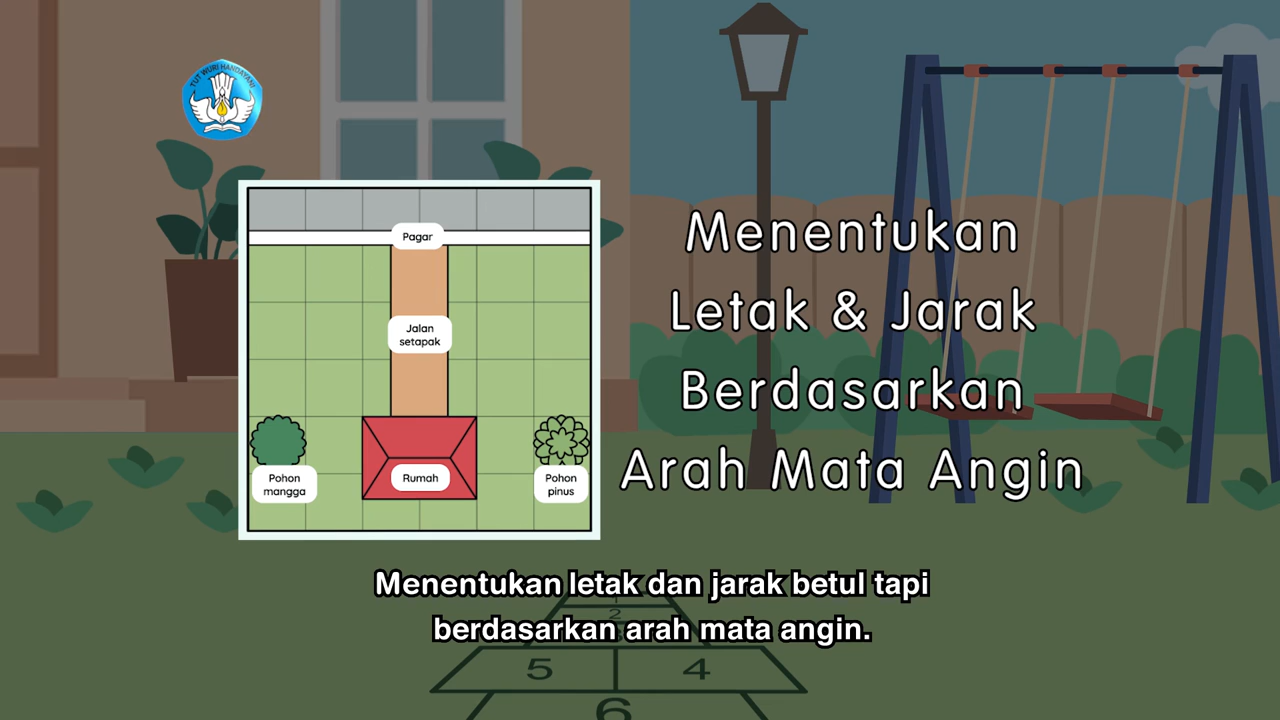 TUT WURI HANDAYANI
Pagar
Jalan
setapak
Pohon
mangga
Rumah
Pohon
pinus
Menentukan
Letak & Jarak
Berdasarkan
Arah Mata Angin
Menentukan letak dan jarak betul tapi
berdasarkan arah mata angin.
2
5 4
6